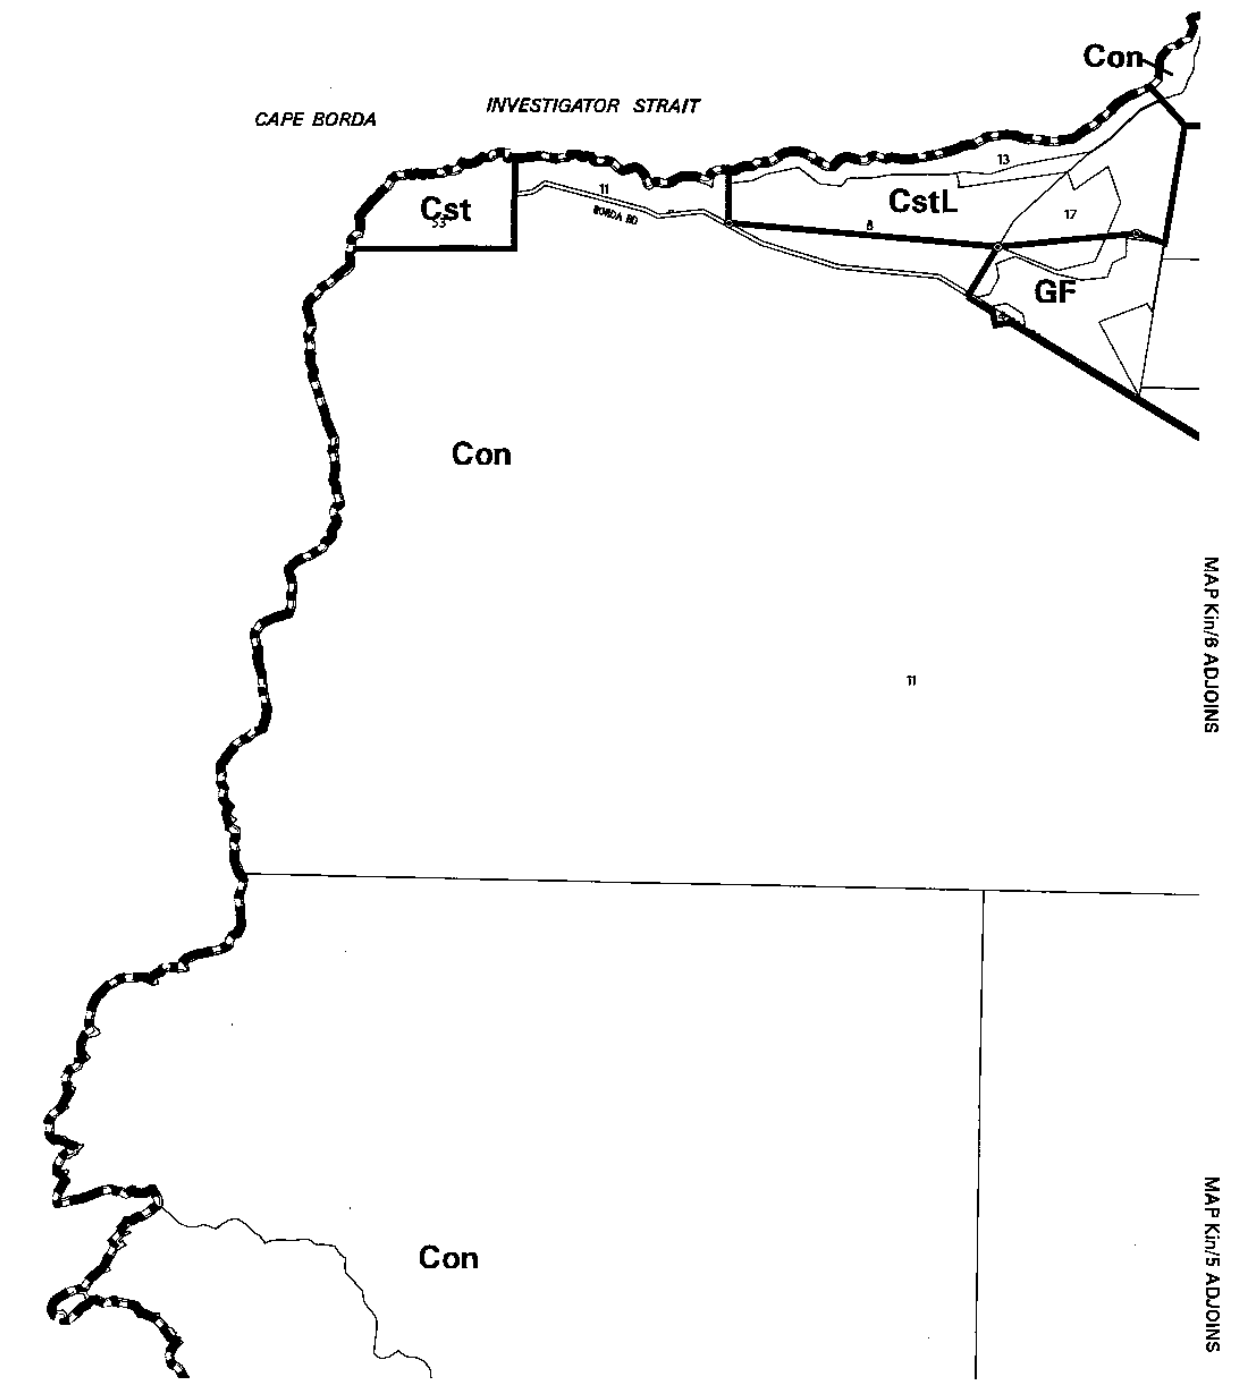 Con
INVESTIGATOR STRAIT
CAPE BORDA
13
11
CstL
Cst
53
BORDA RD
17
8
GF
Con
MAP Kin/6 ADJOINS
11
MAP Kin/5 ADJOINS
Con